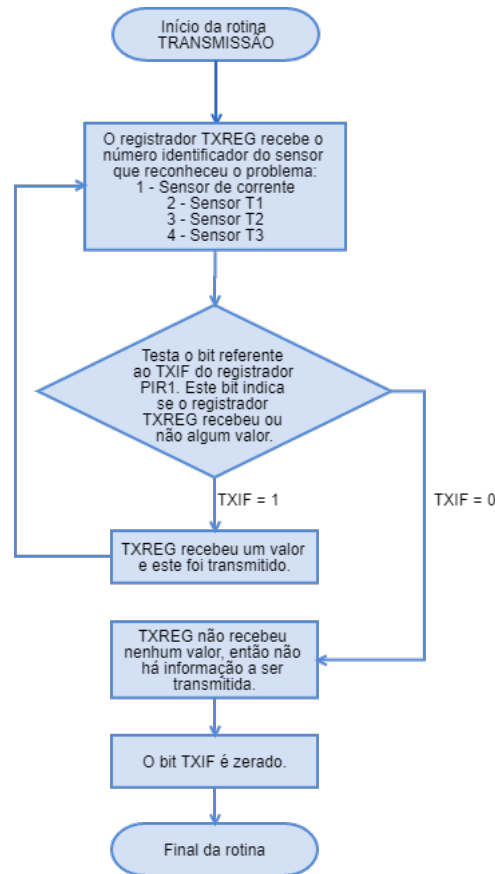 Início da rotina
TRANSMISSÃO
O registrador TXREG recebe o
número identificador do sensor
que reconheceu o problema:
1 - Sensor de corrente
2 - Sensor T1
3 - Sensor T2
4 - Sensor T3
Testa o bit referente
ao TXIF do registrador
PIR1. Este bit indica
se o registrador
TXREG recebeu ou
não algum valor.
TXIF = 1
TXIF = 0
TXREG recebeu um valor
e este foi transmitido.
TXREG não recebeu
nenhum valor, então não
há informação a ser
transmitida.
O bit TXIF é zerado.
Final da rotina